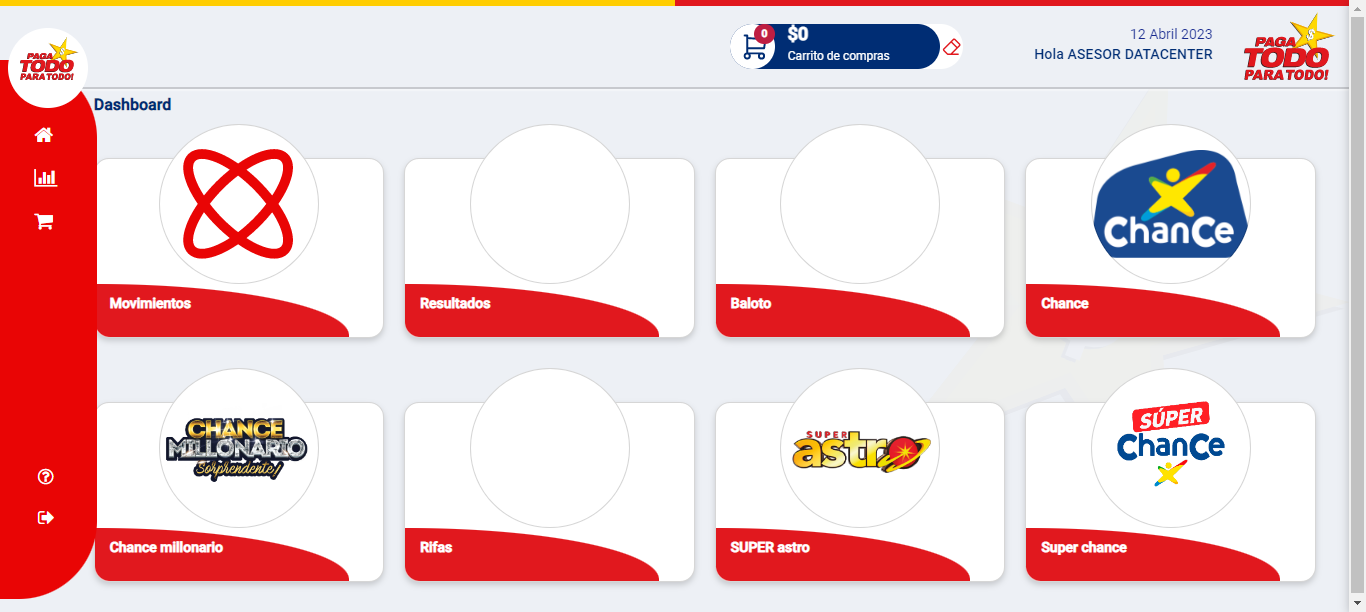 0
$0
Carrito de compras
12 Abril 2023
Hola ASESOR DATACENTER
PAGA
TODO
PARA TODO!
PAGA
TODO
PARA TODO!
Dashboard
Movimientos
Resultados
Baloto
ChanCe
Chance
CHANCE
MILLONARIO
Sorprendente!
Chance millonario
Rifas
SUPER
astro
SUPER astro
SÚPER
ChanCe
Super chance